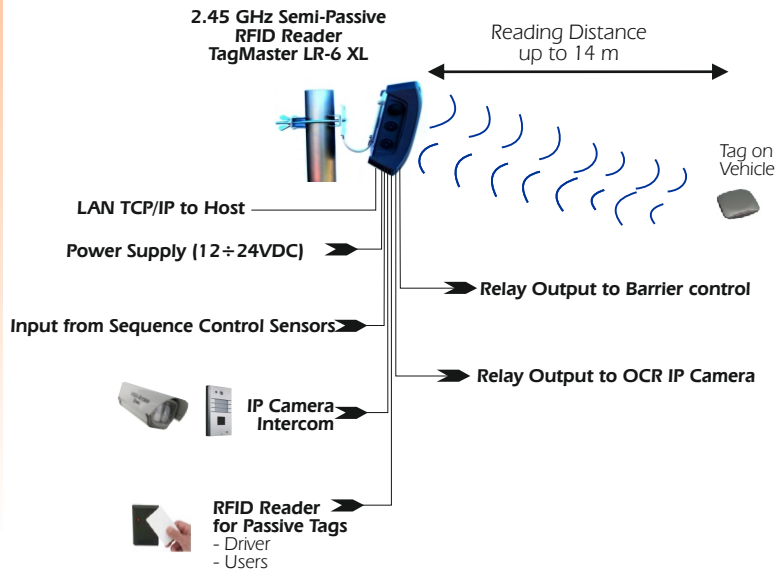 2.45 GHz Semi-Passive
RFID Reader
TagMaster LR-6 XL
Reading Distance
up to 14 m
Tag on
Vehicle
LAN TCP/IP to Host
Power Supply (12÷24VDC)
Relay Output to Barrier control
Input from Sequence Control Sensors
Relay Output to OCR IP Camera
IP Camera
Intercom
RFID Reader
for Passive Tags
- Driver
- Users